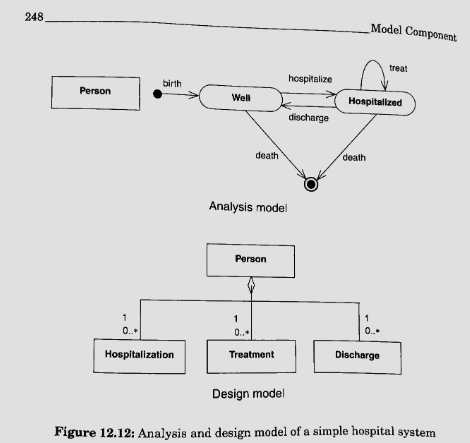 248
Model Component
Person
birth
Well
hospitalize
treat
Hospitalized
discharge
death
death
Analysis model
Person
1
0..*
1
0..*
1
0..*
Hospitalization
Treatment
Discharge
Design model
Figure 12.12: Analysis and design model of a simple hospital system